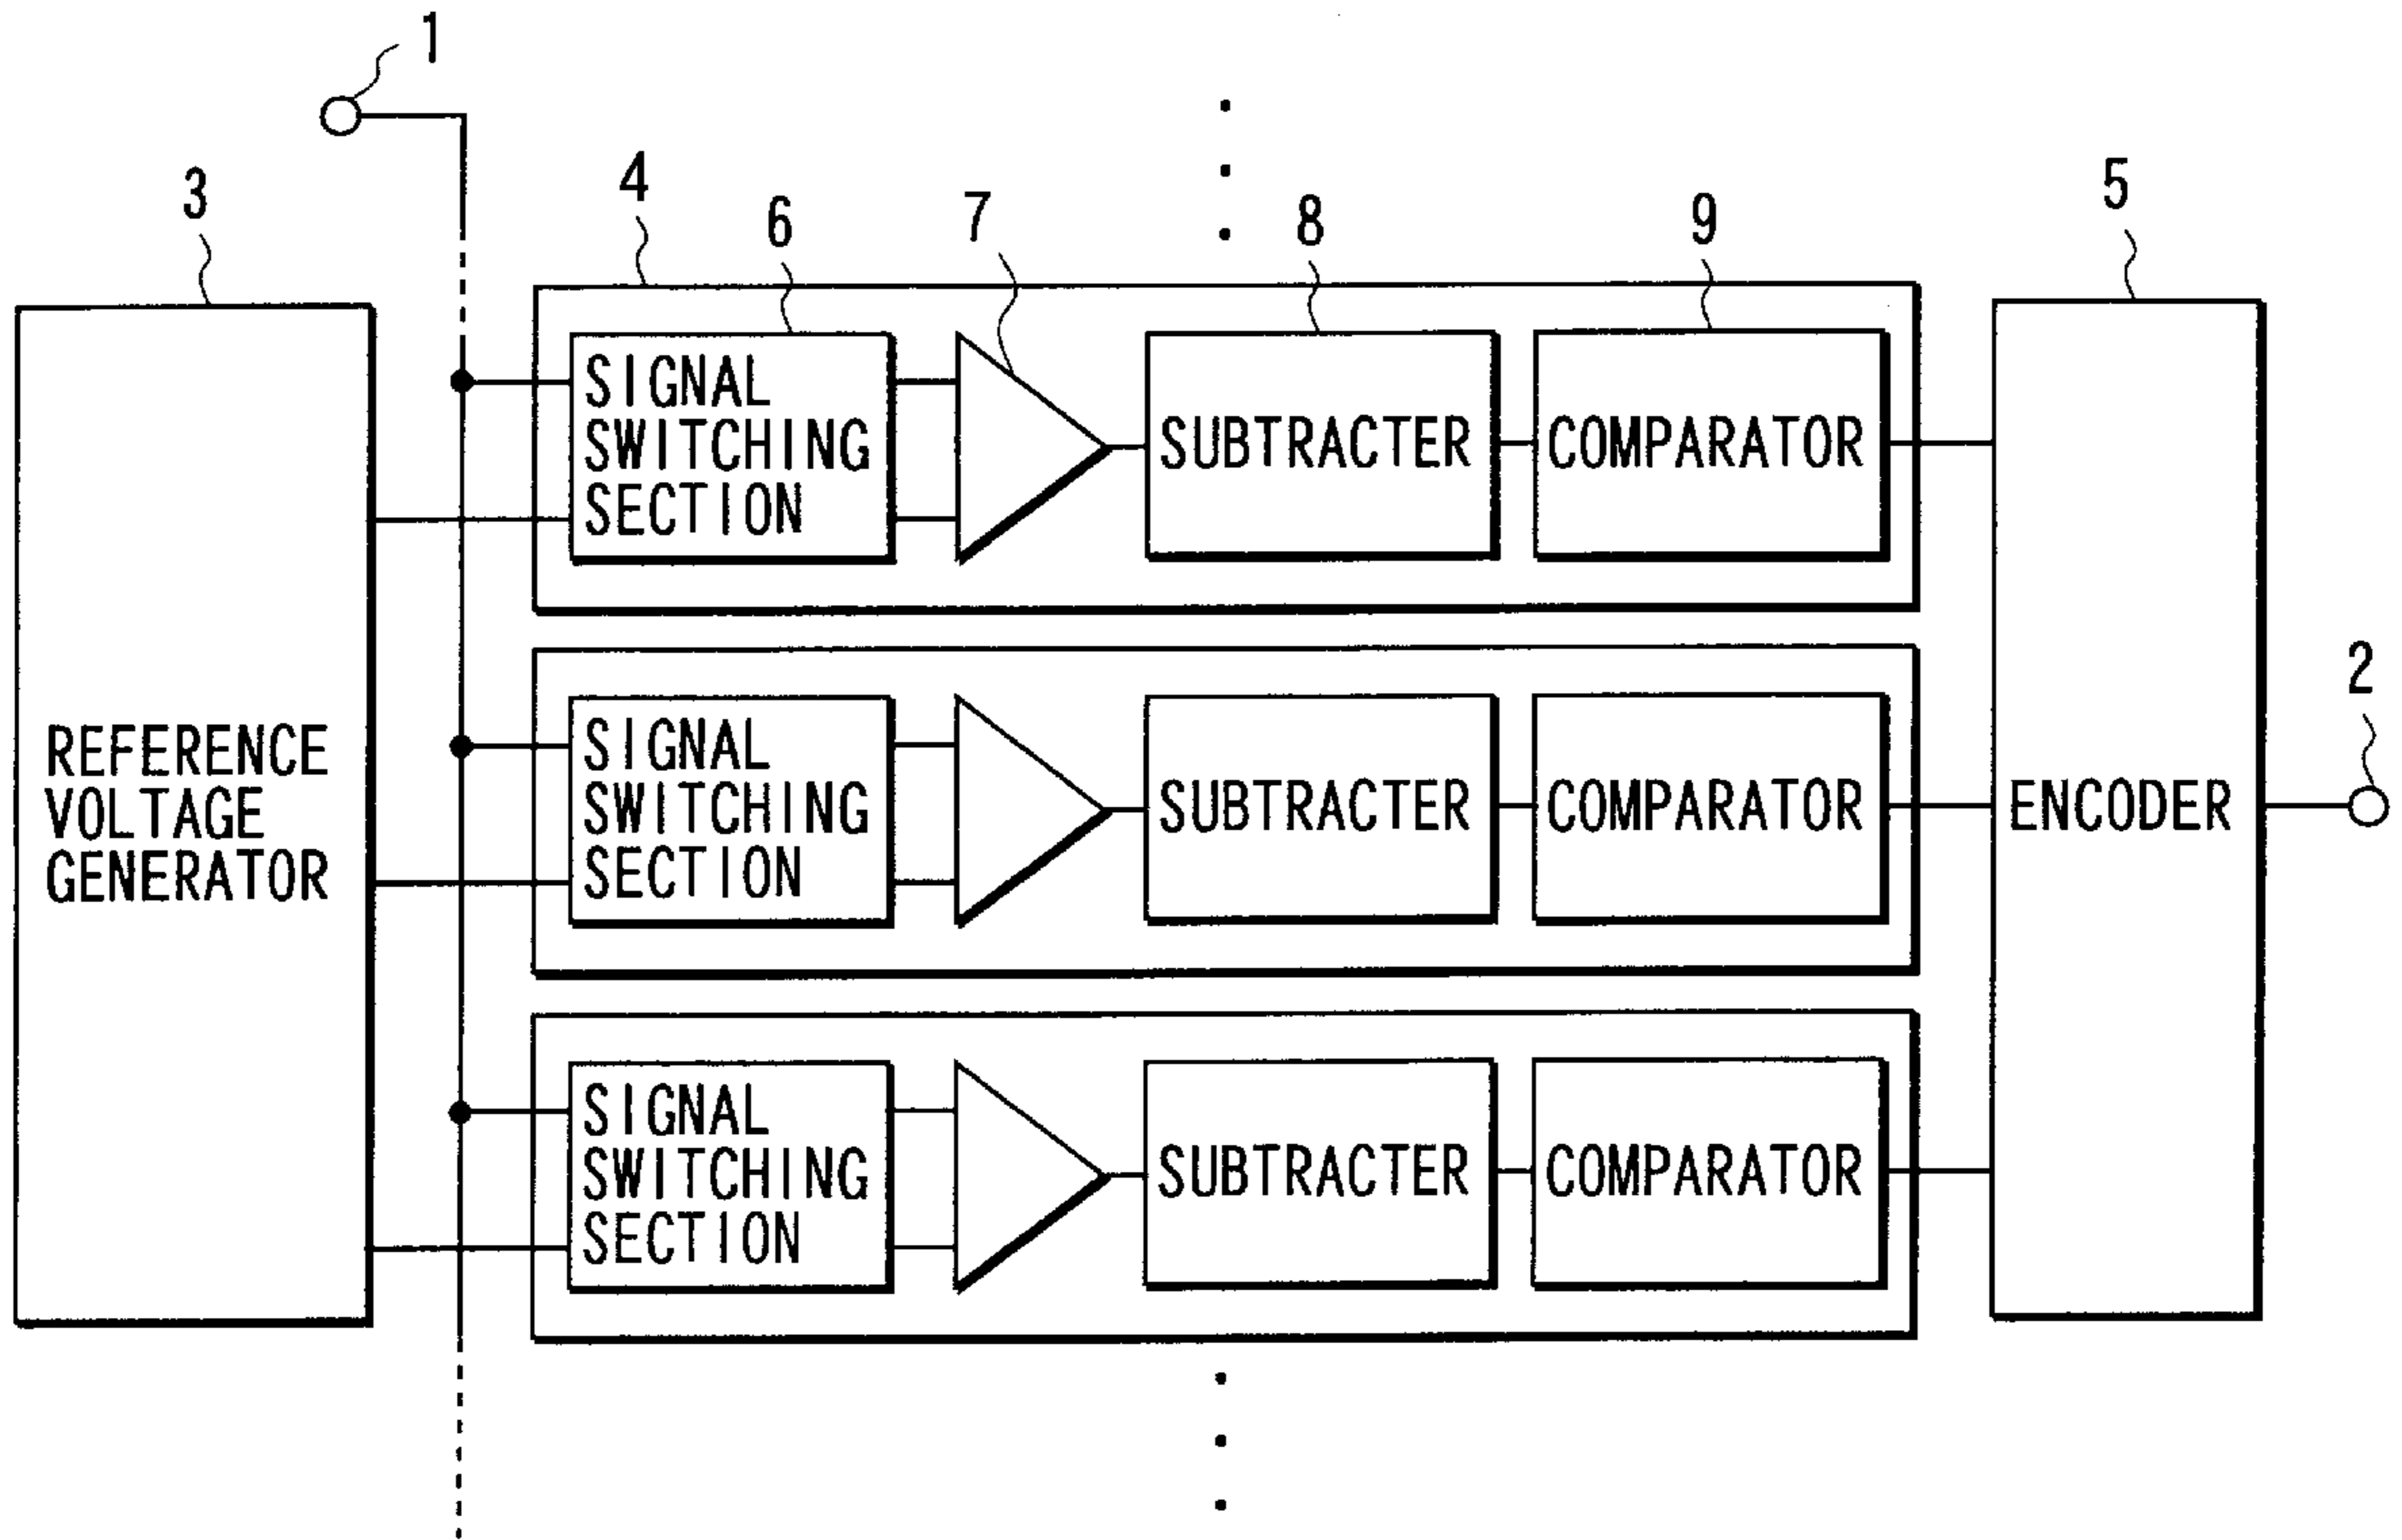 1
3
4
6
7
8
9
5
2
REFERENCE
VOLTAGE
GENERATOR
SIGNAL
SWITCHING
SECTION
SUBTRACTER
COMPARATOR
SIGNAL
SWITCHING
SECTION
SUBTRACTER
COMPARATOR
SIGNAL
SWITCHING
SECTION
SUBTRACTER
COMPARATOR
ENCODER